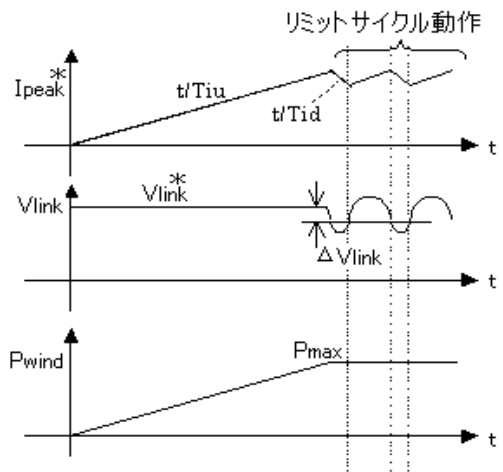 リミットサイクル動作
Ipeak*
t/Tiu
t/Tid
t
Vlink*
Vlink
ΔVlink
t
Pmax
Pwind
t